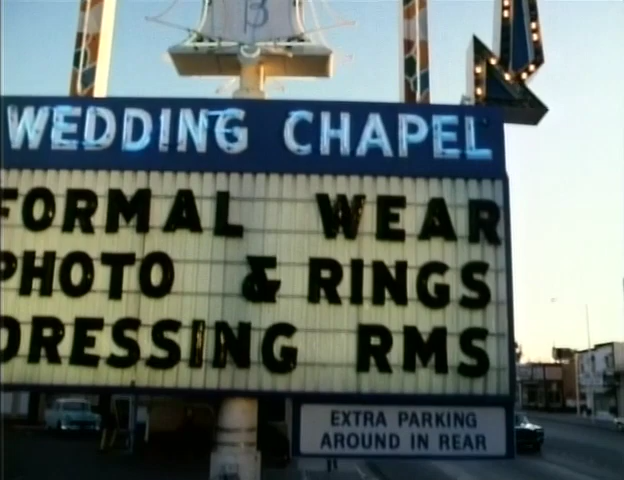 WEDDING CHAPEL
FORMAL WEAR
PHOTO & RINGS
DRESSING RMS
EXTRA PARKING
AROUND IN REAR